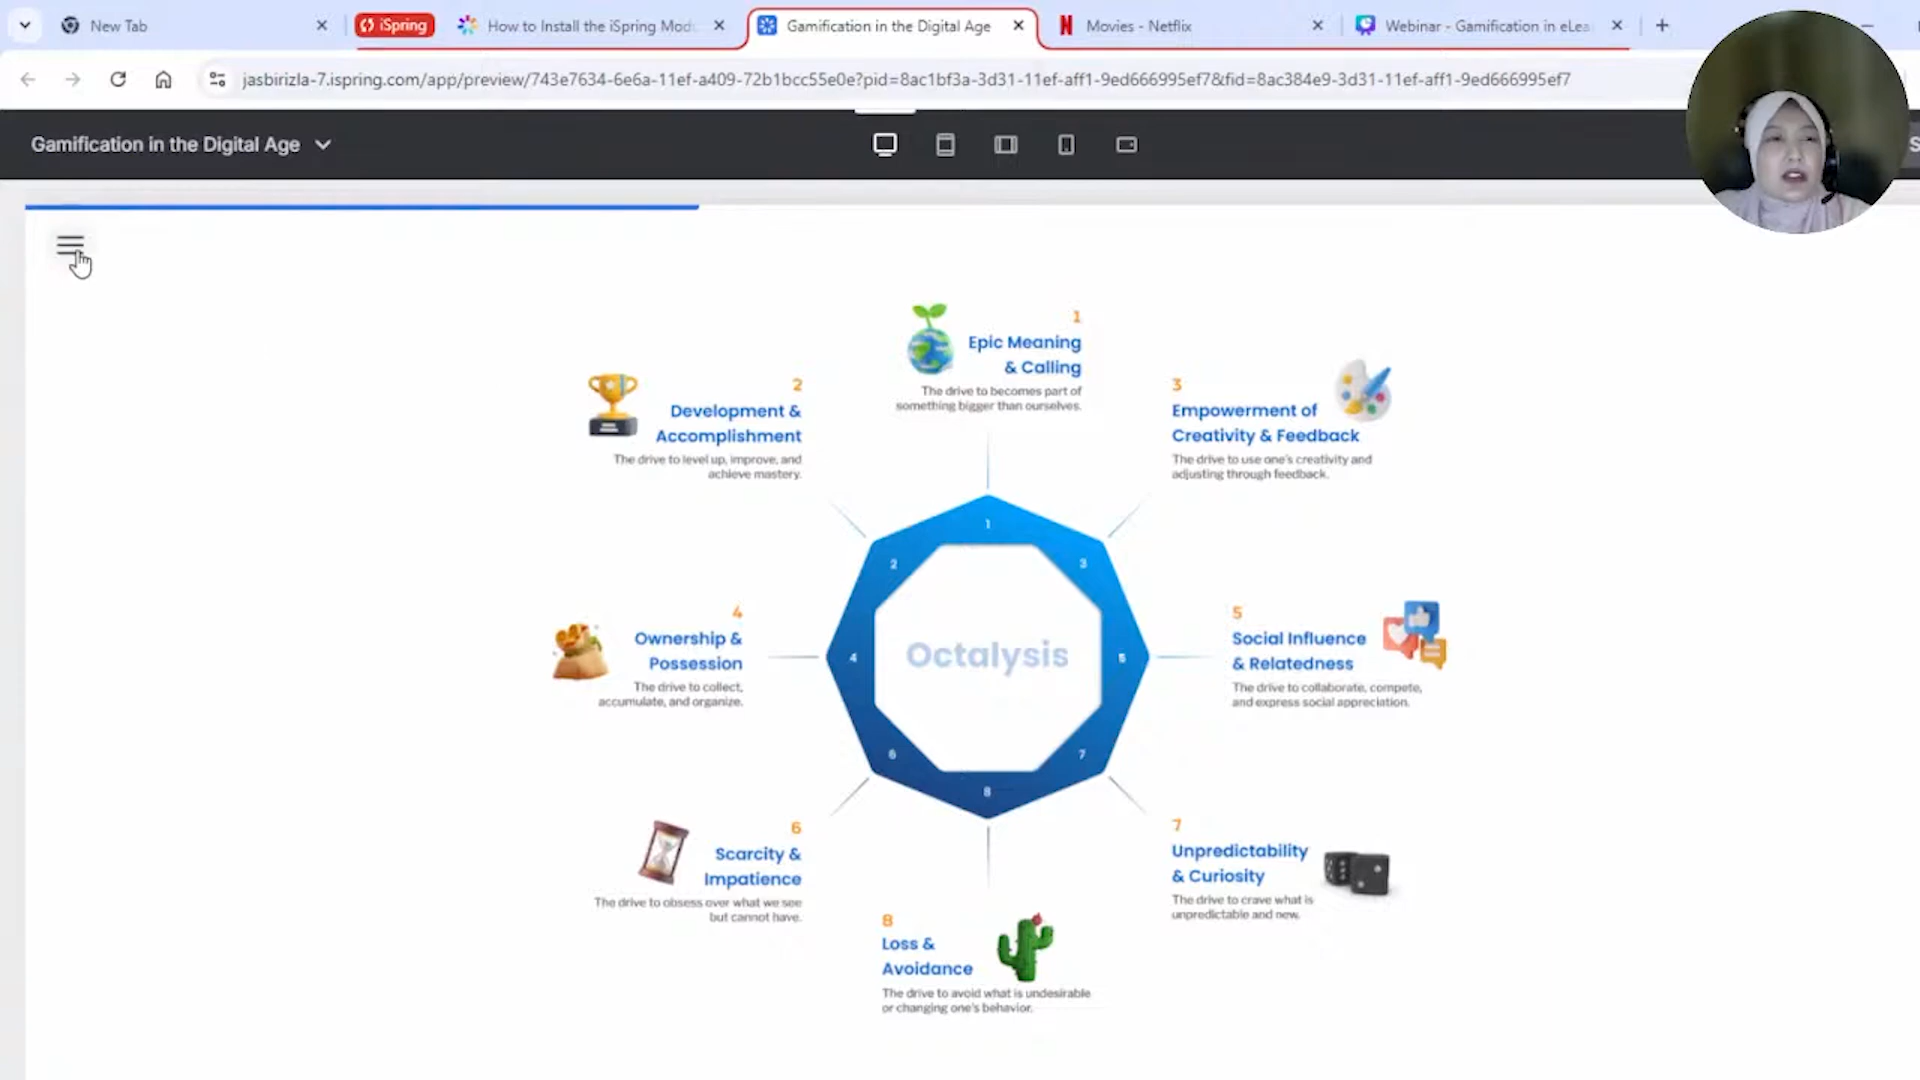 New Tab
iSpring
How to Install the iSpring Mod
Gamification in the Digital Age
Movies - Netflix
Webinar - Gamification in eLea
jasbirizla-7.ispring.com/app/preview/743e7634-6e6a-11ef-a409-72b1bcc55e0e?pid=8ac1bf3a-3d31-11ef-aff1-9ed666995ef7&fid=8ac384e9-3d31-11ef-aff1-9ed666995ef7
Gamification in the Digital Age
S
1
Epic Meaning
& Calling
The drive to becomes part of
something bigger than ourselves.
2
Development &
Accomplishment
The drive to level up, improve, and
achieve mastery.
3
Empowerment of
Creativity & Feedback
The drive to use one's creativity and
adjusting through feedback.
4
Ownership &
Possession
The drive to collect,
accumulate, and organize.
5
Social Influence
& Relatedness
The drive to collaborate, compete,
and express social appreciation.
1
2
3
4
Octalysis
5
6
7
8
6
Scarcity &
Impatience
The drive to obsess over what we see
but cannot have.
7
Unpredictability
& Curiosity
The drive to crave what is
unpredictable and new.
8
Loss &
Avoidance
The drive to avoid what is undesirable
or changing one's behavior.